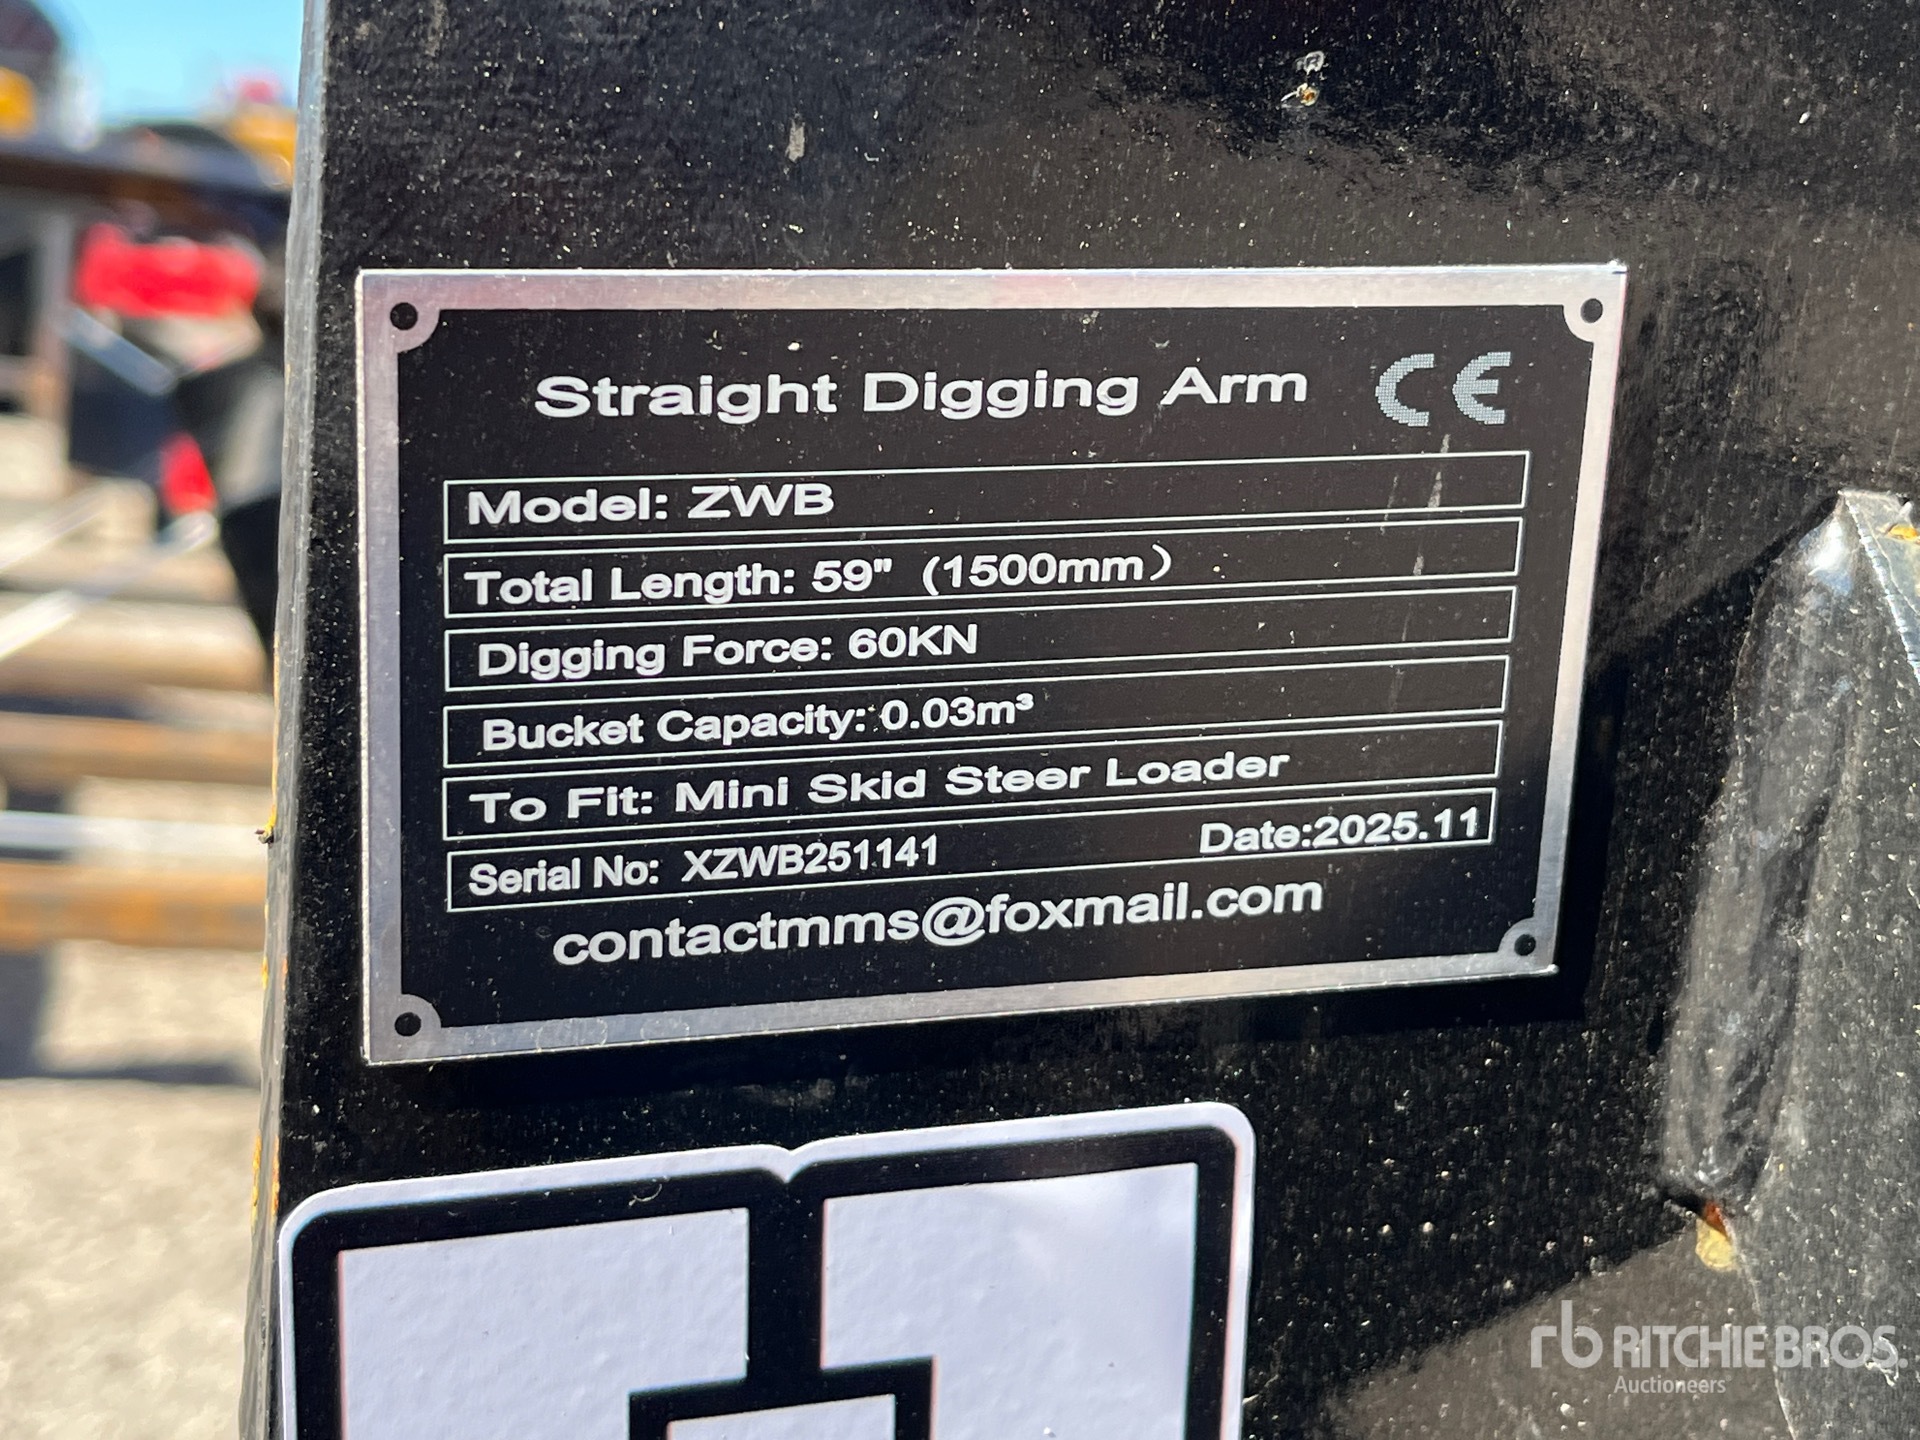 Straight Digging Arm CE
Model: ZWB
Total Length: 59" (1500mm)
Digging Force: 60KN
Bucket Capacity: 0.03m³
To Fit: Mini Skid Steer Loader
Serial No: XZWB251141 Date:2025.11
contactmms@foxmail.com
rb RITCHIE BROS.
Auctioneers